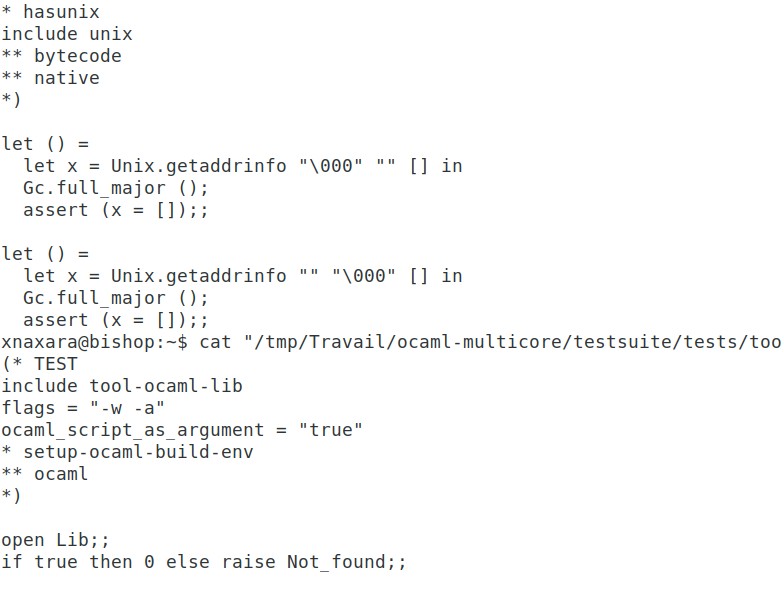 * hasunix
include unix
** bytecode
** native
*)

let () =
  let x = Unix.getaddrinfo "\000" "" [] in
  Gc.full_major ();
  assert (x = []);;

let () =
  let x = Unix.getaddrinfo "" "\000" [] in
  Gc.full_major ();
  assert (x = []);;
xnaxara@bishop:~$ cat "/tmp/Travail/ocaml-multicore/testsuite/tests/too
(* TEST
include tool-ocaml-lib
flags = "-w -a"
ocaml_script_as_argument = "true"
* setup-ocaml-build-env
** ocaml
*)

open Lib;;
if true then 0 else raise Not_found;;